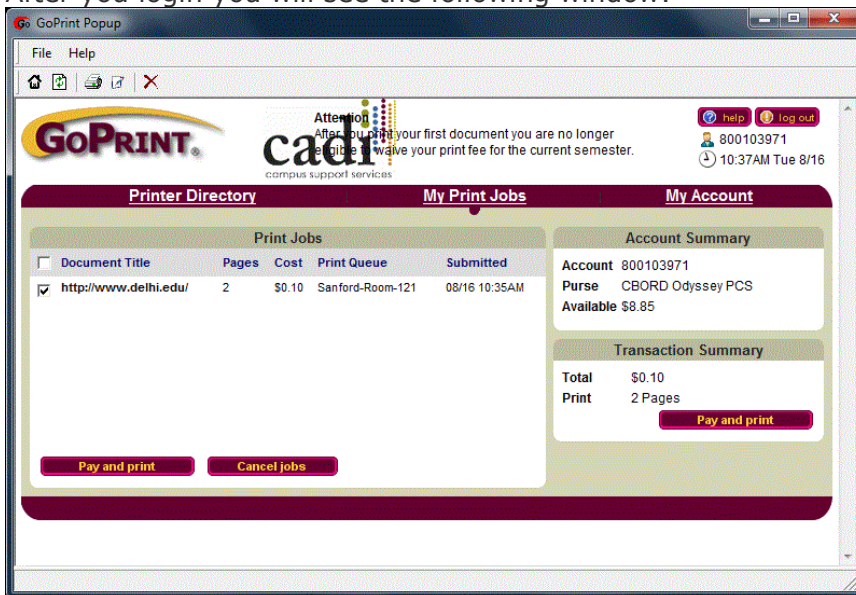 After you login you will see the following window:
GoPrint Popup
File Help
GOPRINT®
cadi
campus support services
Attention
After you print your first document you are no longer
eligible to waive your print fee for the current semester.
help log out
800103971
10:37AM Tue 8/16
Printer Directory My Print Jobs My Account
Print Jobs
Document Title Pages Cost Print Queue Submitted
http://www.delhi.edu/ 2 $0.10 Sanford-Room-121 08/16 10:35AM
Pay and print Cancel jobs
Account Summary
Account 800103971
Purse CBORD Odyssey PCS
Available $8.85
Transaction Summary
Total $0.10
Print 2 Pages
Pay and print